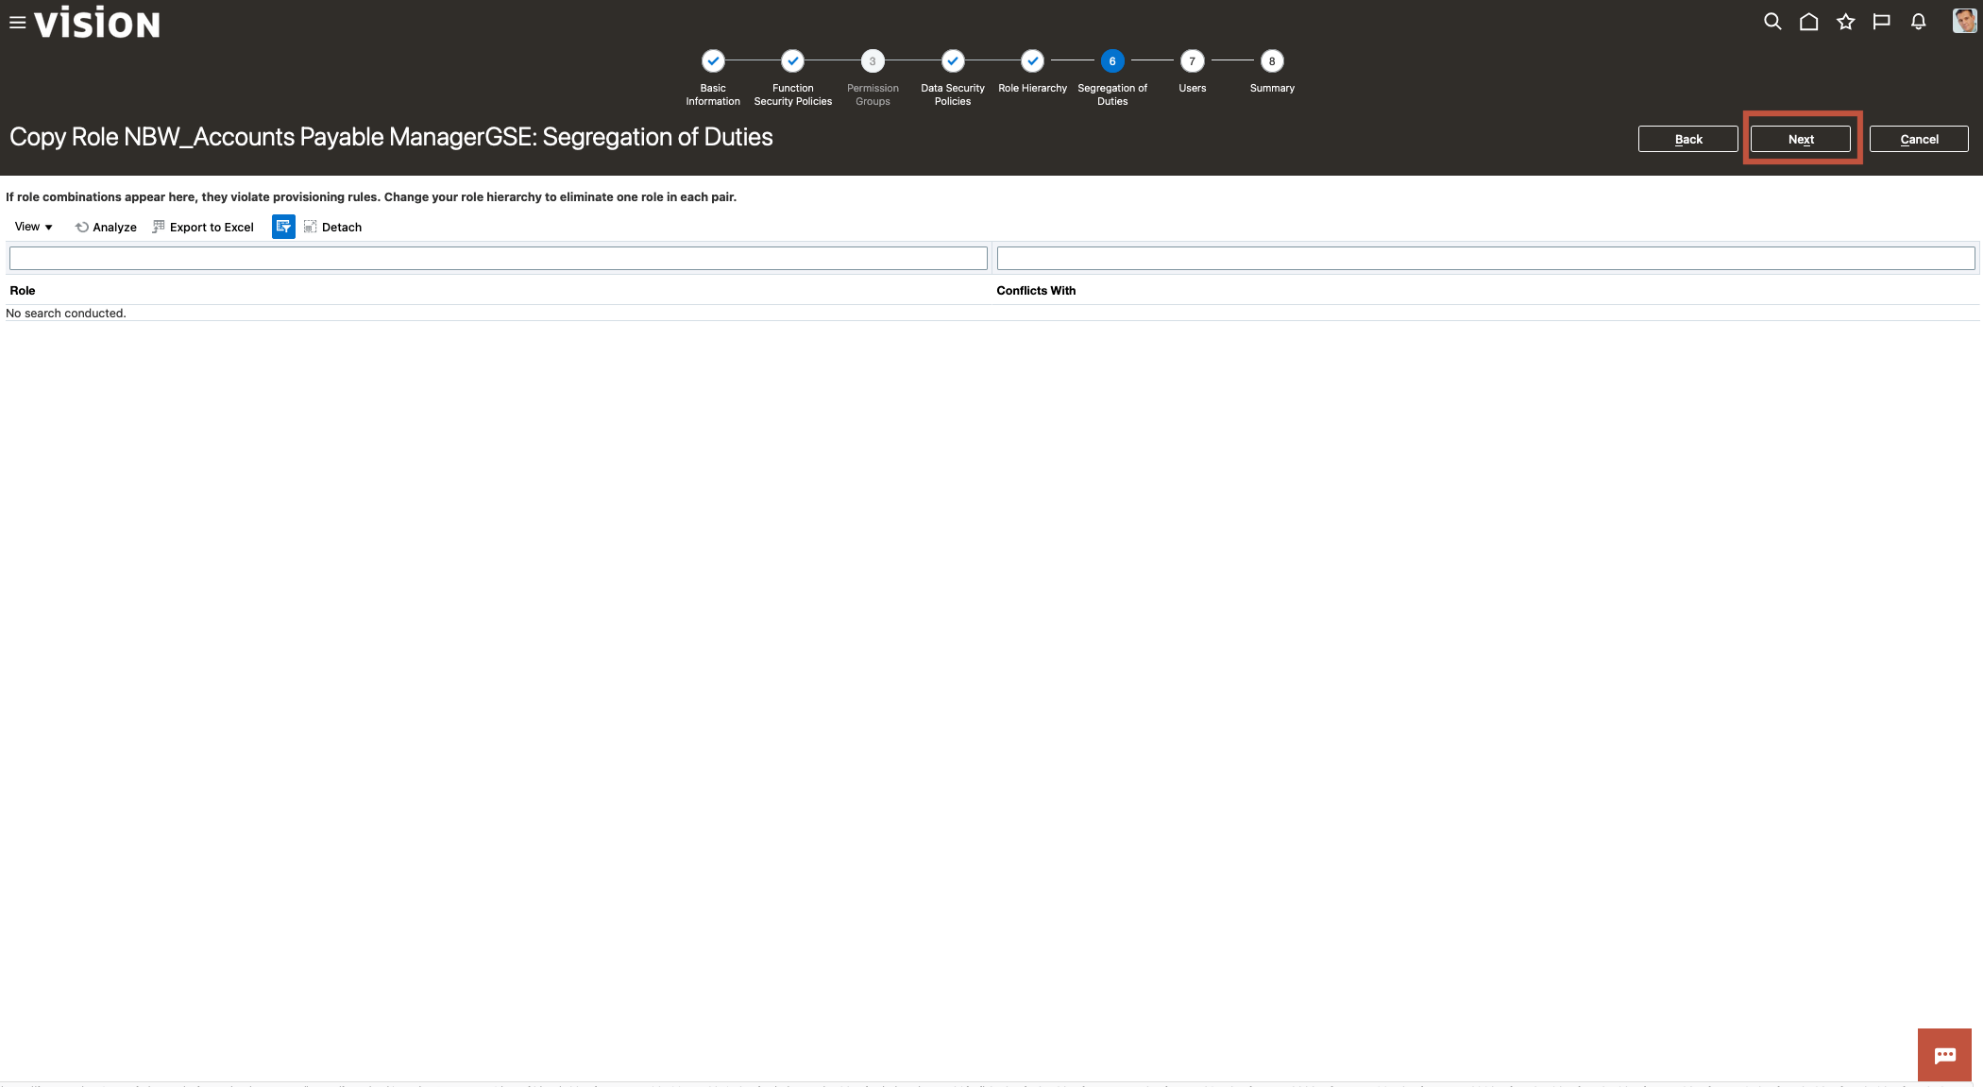 vision
3
6
7
8
Basic
Information
Function
Security Policies
Permission
Groups
Data Security
Policies
Role Hierarchy
Segregation of
Duties
Users
Summary
Copy Role NBW_Accounts Payable ManagerGSE: Segregation of Duties
Back
Next
Cancel
If role combinations appear here, they violate provisioning rules. Change your role hierarchy to eliminate one role in each pair.
View
Analyze
Export to Excel
Detach
Role
Conflicts With
No search conducted.